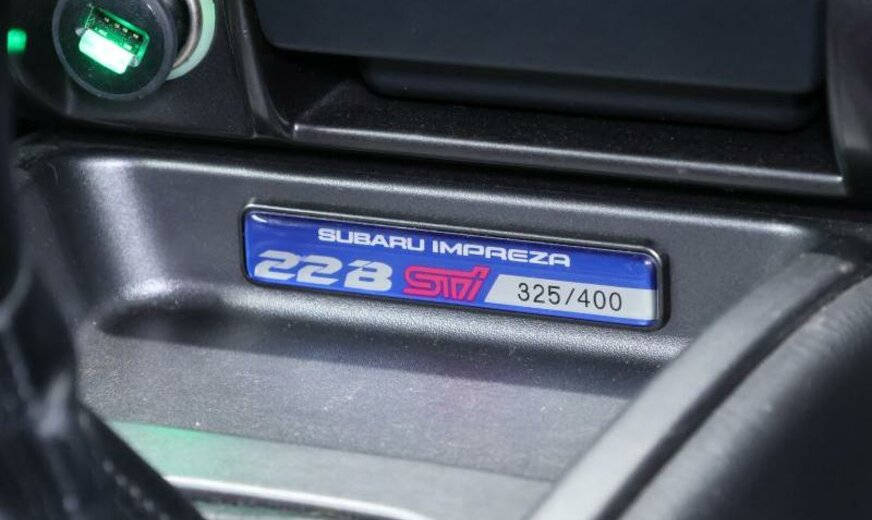 SUBARU IMPREZA
22B STi 325/400